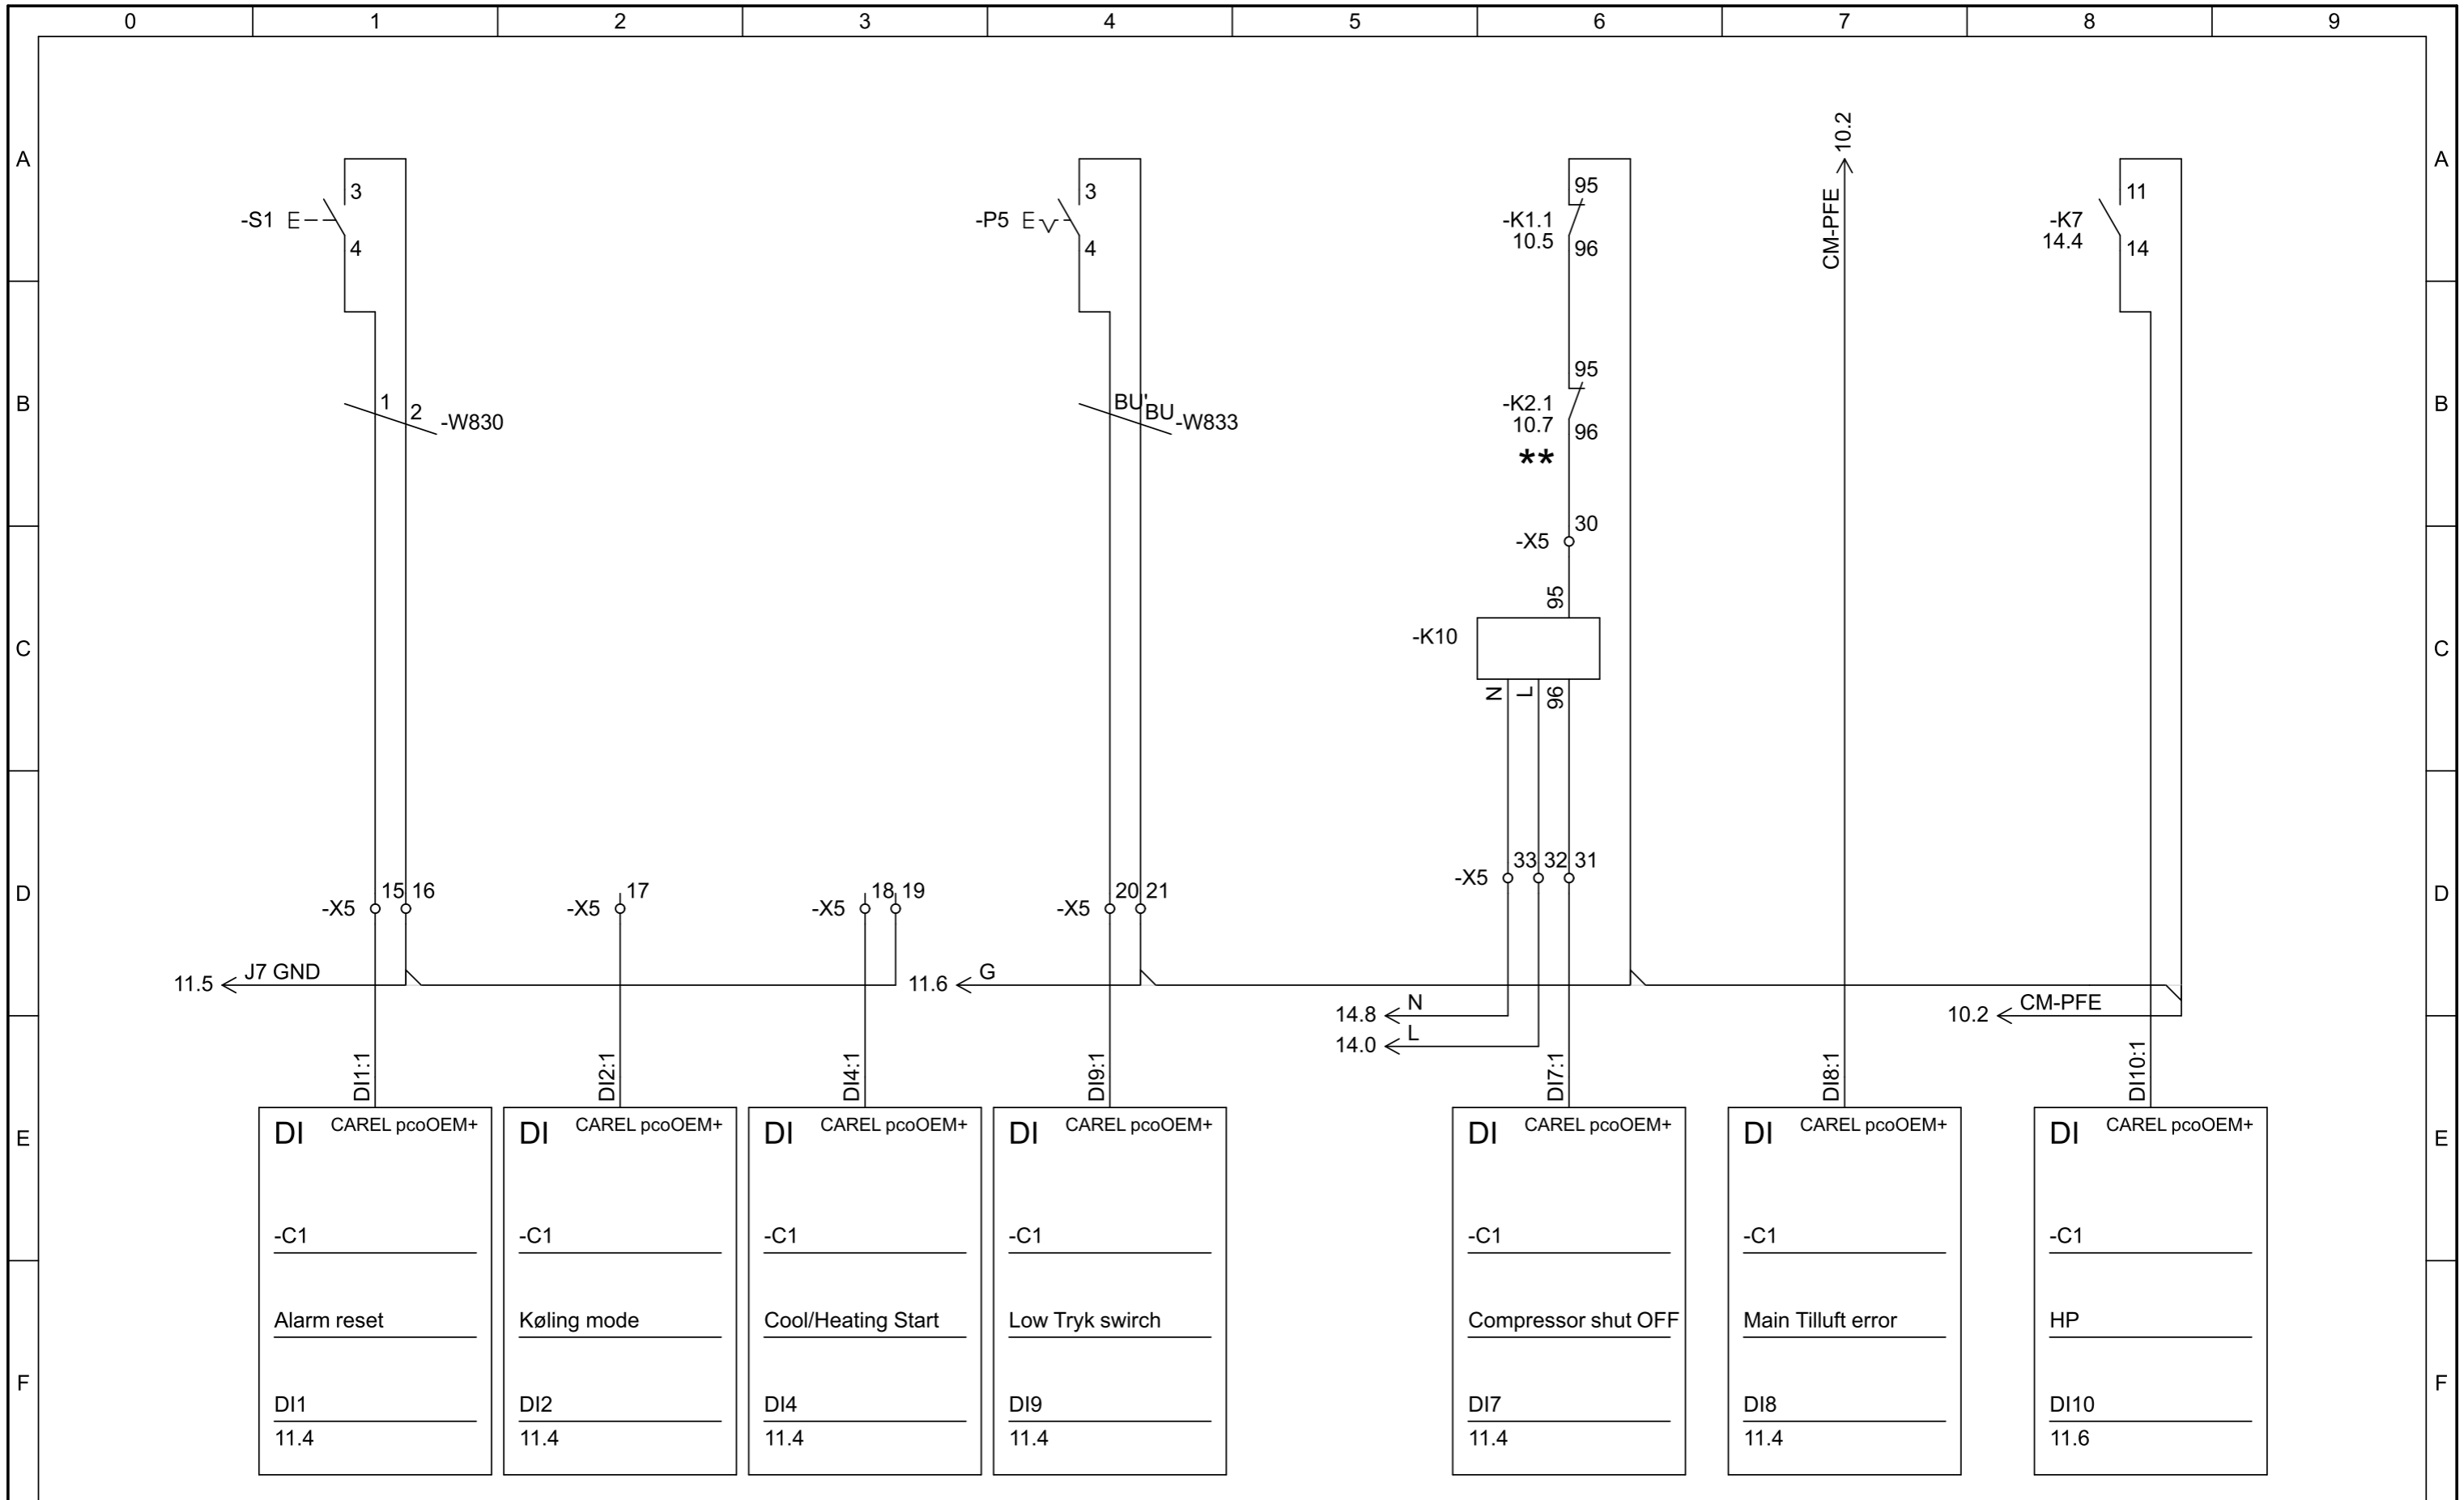 0 1 2 3 4 5 6 7 8 9
A A
10.2
CM-PFE
3
-S1
4
3
-P5
4
95
-K1.1
10.5
96
11
-K7
14.4
14
B B
1 2 -W830
BU' BU -W833
95
-K2.1
10.7
96
**
C C
30
-X5
95
-K10
N L 96
D D
-X5 15 16
-X5 17
-X5 18 19
-X5 20 21
-X5 33 32 31
11.5 J7 GND
11.6 G
14.8 N
14.0 L
10.2 CM-PFE
DI1:1
DI2:1
DI4:1
DI9:1
DI7:1
DI8:1
DI10:1
E E
DI CAREL pcoOEM+
-C1
Alarm reset
DI1
11.4
DI CAREL pcoOEM+
-C1
Køling mode
DI2
11.4
DI CAREL pcoOEM+
-C1
Cool/Heating Start
DI4
11.4
DI CAREL pcoOEM+
-C1
Low Tryk swirch
DI9
11.4
DI CAREL pcoOEM+
-C1
Compressor shut OFF
DI7
11.4
DI CAREL pcoOEM+
-C1
Main Tilluft error
DI8
11.4
DI CAREL pcoOEM+
-C1
HP
DI10
11.6
F F